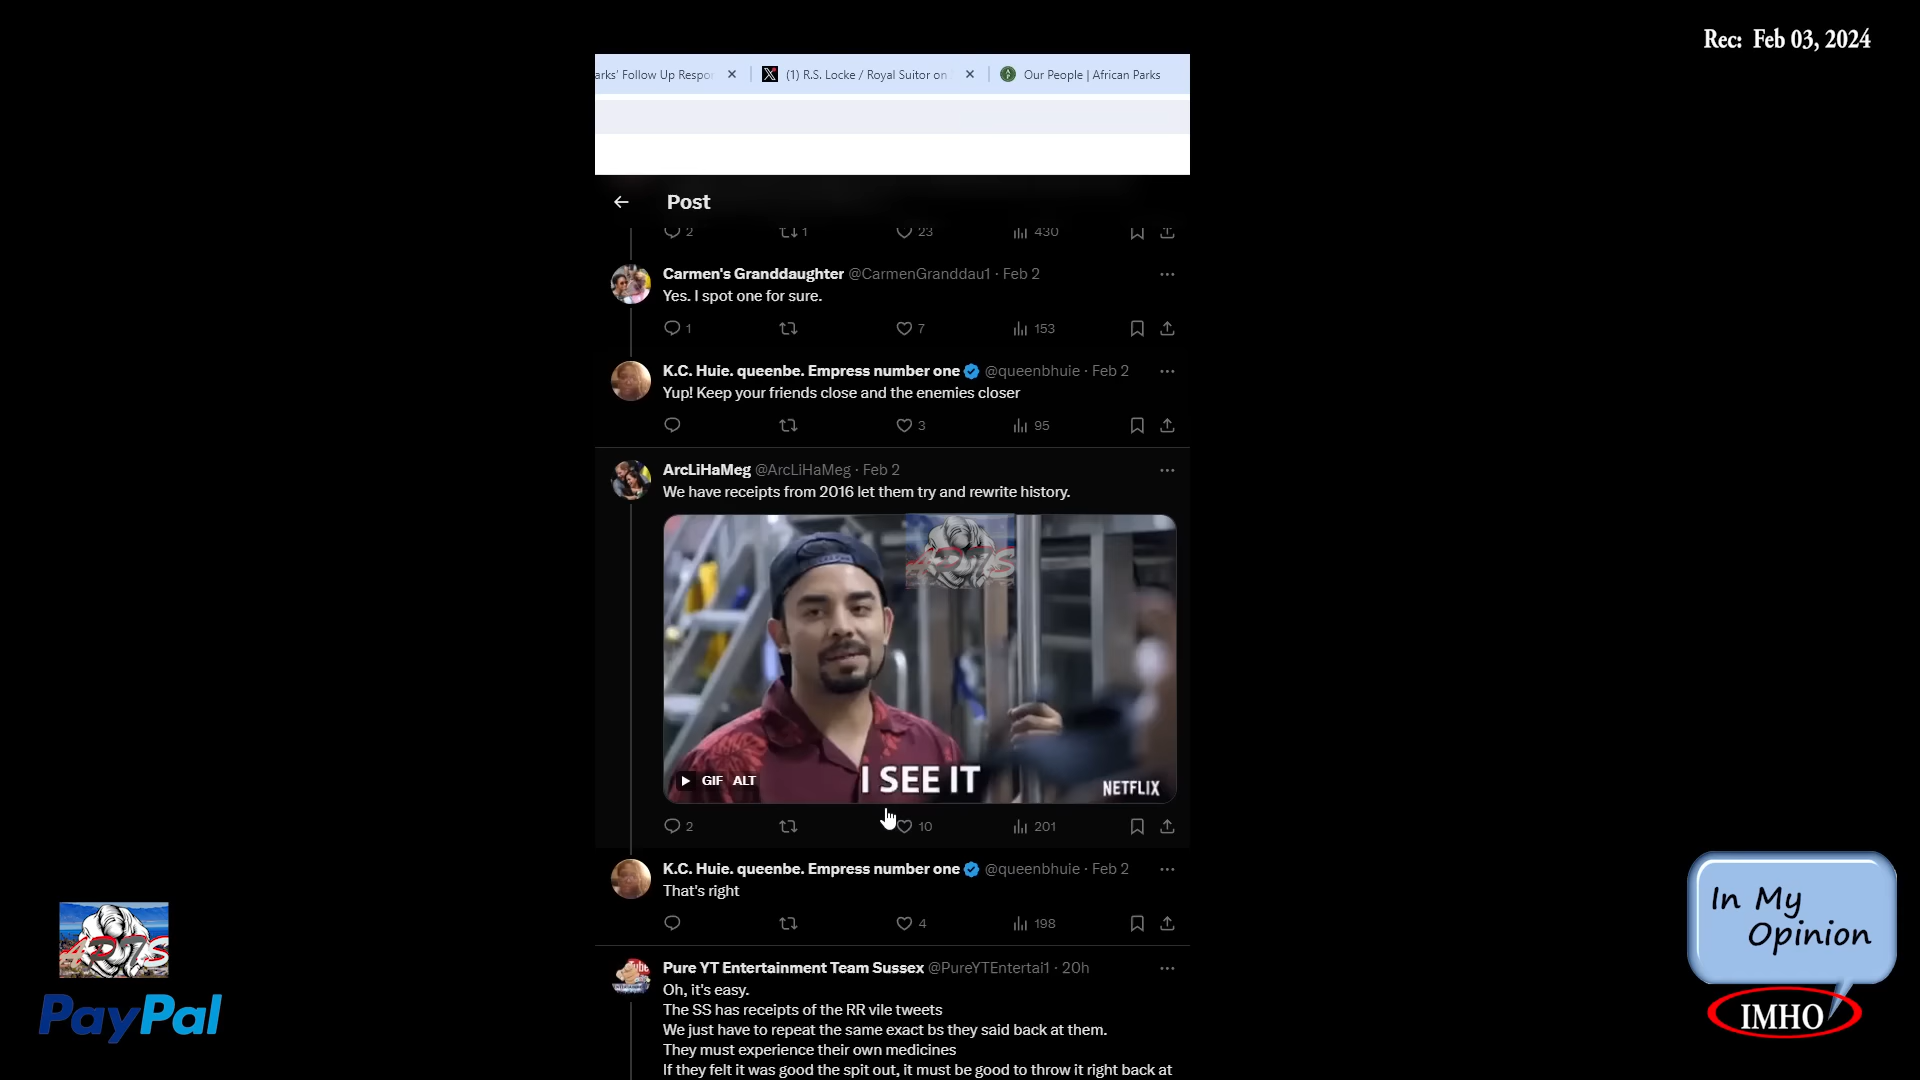 Rec: Feb 03, 2024
arks' Follow Up Respor
(1) R.S. Locke / Royal Suitor on
Our People | African Parks
Post
2 1 23 430
Carmen's Granddaughter @CarmenGranddau1 · Feb 2
Yes. I spot one for sure.
1 7 153
K.C. Huie. queenbe. Empress number one @queenbhuie · Feb 2
Yup! Keep your friends close and the enemies closer
3 95
ArcLiHaMeg @ArcLiHaMeg · Feb 2
We have receipts from 2016 let them try and rewrite history.
I SEE IT
GIF ALT
NETFLIX
2 10 201
K.C. Huie. queenbe. Empress number one @queenbhuie · Feb 2
That's right
4 198
Pure YT Entertainment Team Sussex @PureYTEntertai1 · 20h
Oh, it's easy.
The SS has receipts of the RR vile tweets
We just have to repeat the same exact bs they said back at them.
They must experience their own medicines
If they felt it was good the spit out, it must be good to throw it right back at
PayPal
In My
Opinion
IMHO